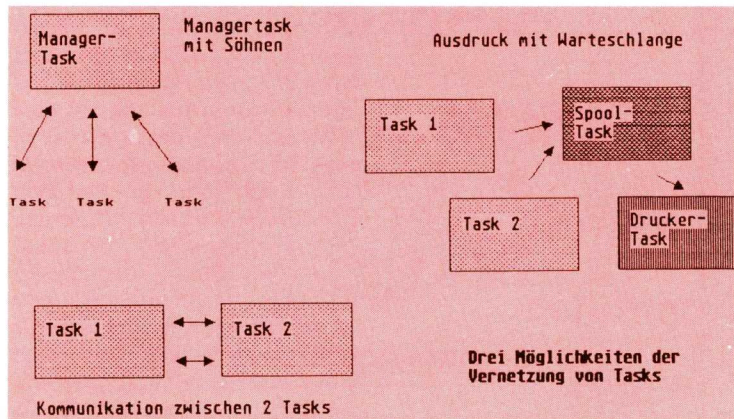 Manager-
Task
Managertask
mit Söhnen
Task Task Task
Ausdruck mit Warteschlange
Task 1
Spool-
Task
Task 2
Drucker-
Task
Task 1
Task 2
Kommunikation zwischen 2 Tasks
Drei Möglichkeiten der
Vernetzung von Tasks